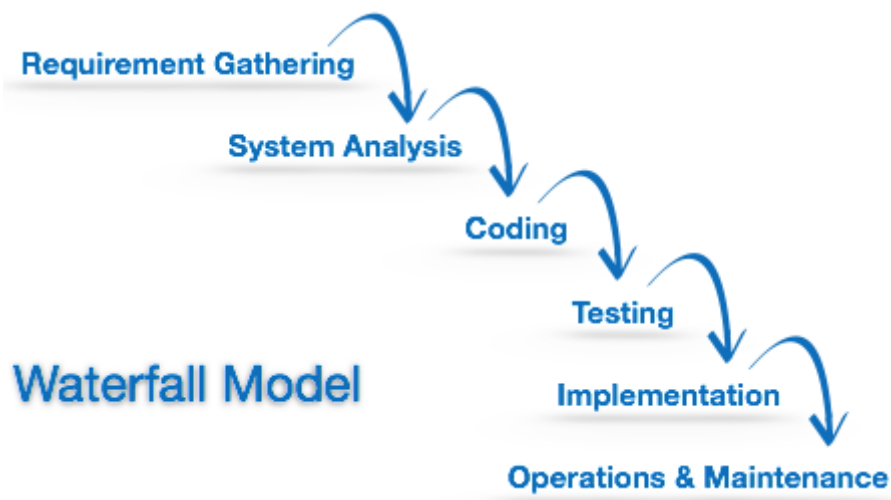 Requirement Gathering
System Analysis
Coding
Testing
Waterfall Model
Implementation
Operations & Maintenance